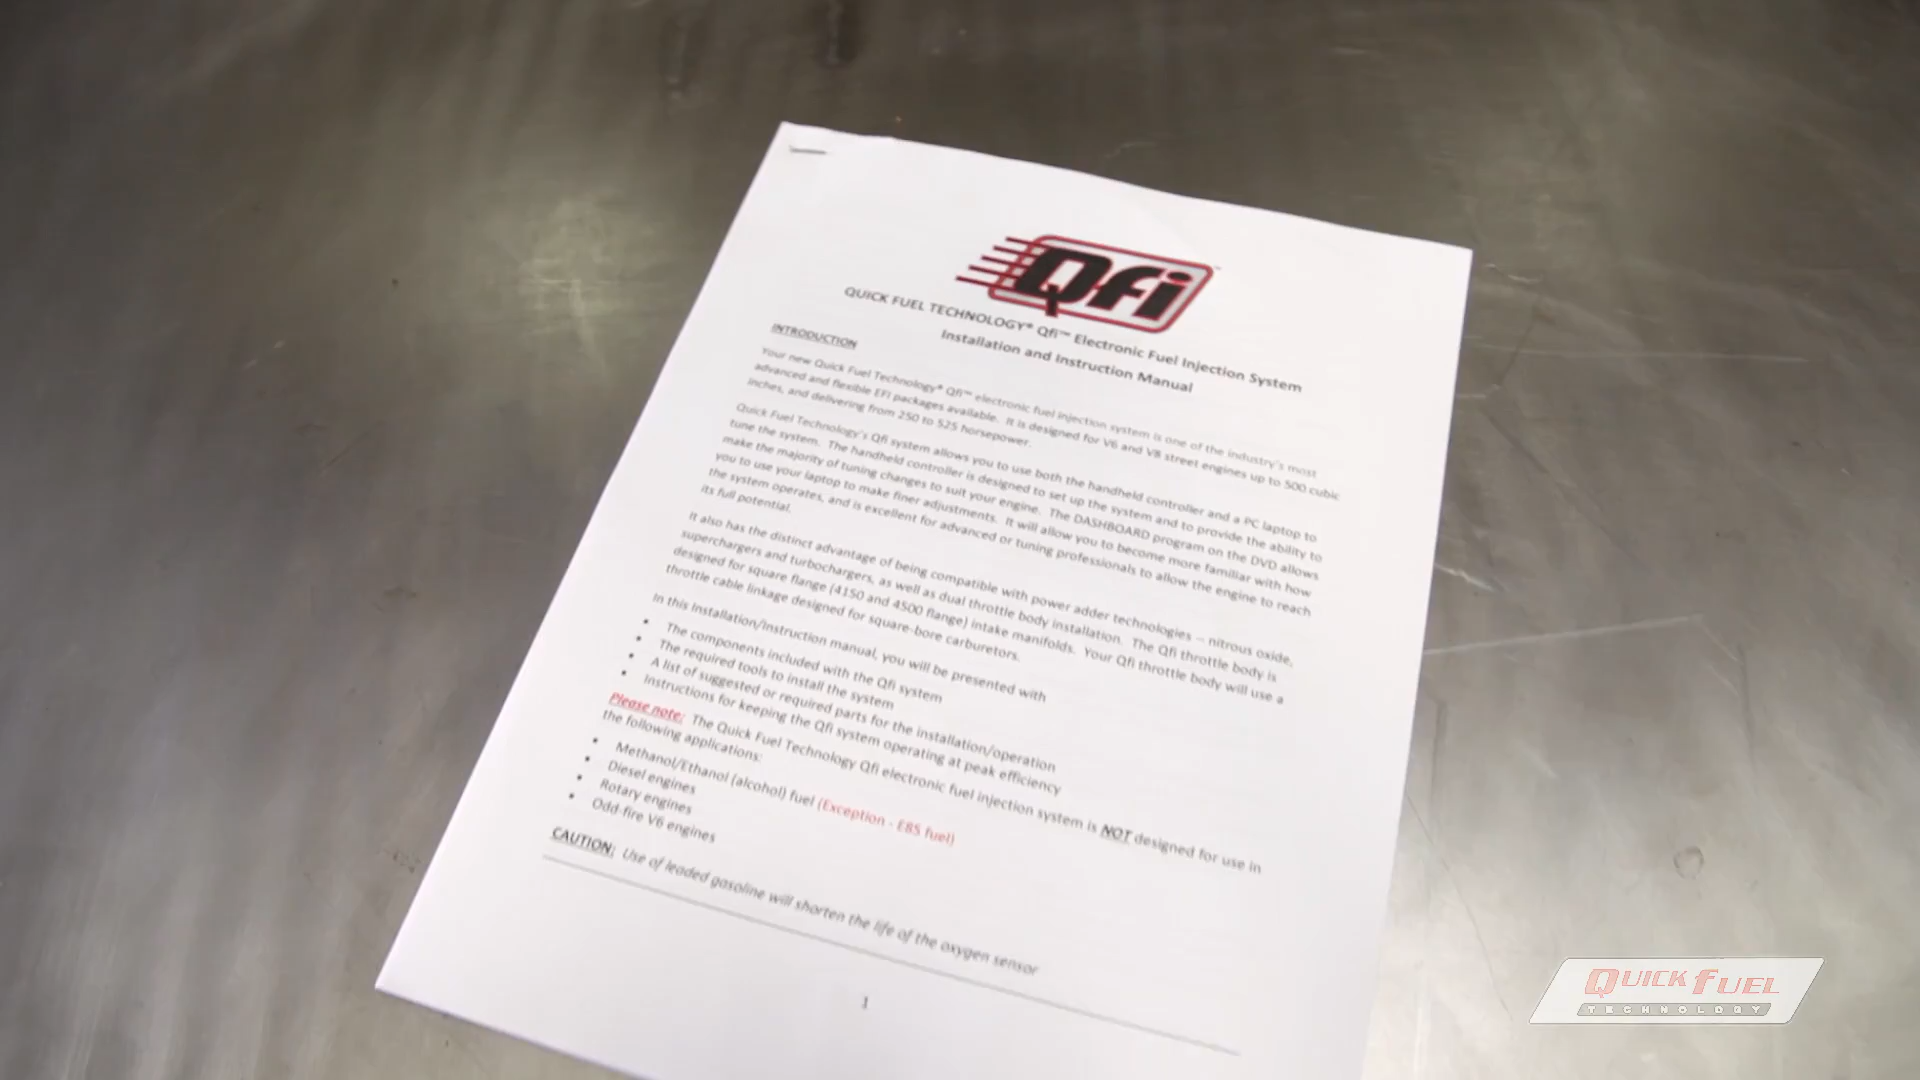 Qfi™
QUICK FUEL TECHNOLOGY® Qfi™ Electronic Fuel Injection System
Installation and Instruction Manual
INTRODUCTION
Your new Quick Fuel Technology® Qfi™ electronic fuel injection system is one of the industry's most
advanced and flexible EFI packages available. It is designed for V6 and V8 street engines up to 500 cubic
inches, and delivering from 250 to 525 horsepower.
Quick Fuel Technology's Qfi system allows you to use both the handheld controller and a PC laptop to
tune the system. The handheld controller is designed to set up the system and to provide the ability to
make the majority of tuning changes to suit your engine. The DASHBOARD program on the DVD allows
you to use your laptop to make finer adjustments. It will allow you to become more familiar with how
the system operates, and is excellent for advanced or tuning professionals to allow the engine to reach
its full potential.
It also has the distinct advantage of being compatible with power adder technologies – nitrous oxide,
superchargers and turbochargers, as well as dual throttle body installation. The Qfi throttle body is
designed for square flange (4150 and 4500 flange) intake manifolds. Your Qfi throttle body will use a
throttle cable linkage designed for square-bore carburetors.
In this installation/instruction manual, you will be presented with
• The components included with the Qfi system
• The required tools to install the system
• A list of suggested or required parts for the installation/operation
• Instructions for keeping the Qfi system operating at peak efficiency
Please note: The Quick Fuel Technology Qfi electronic fuel injection system is NOT designed for use in
the following applications:
• Methanol/Ethanol (alcohol) fuel (Exception - E85 fuel)
• Diesel engines
• Rotary engines
• Odd-fire V6 engines
CAUTION: Use of leaded gasoline will shorten the life of the oxygen sensor
1
QUICK FUEL
TECHNOLOGY